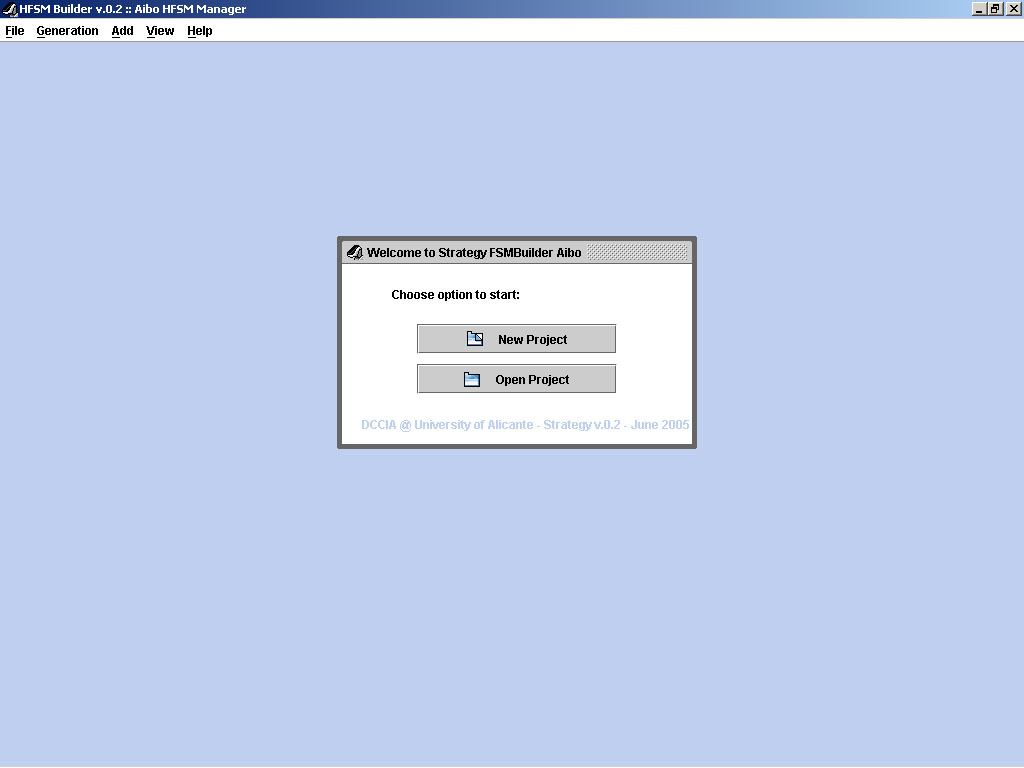 HFSM Builder v.0.2 :: Aibo HFSM Manager
File Generation Add View Help
Welcome to Strategy FSMBuilder Aibo
Choose option to start:
New Project
Open Project
DCCIA @ University of Alicante - Strategy v.0.2 - June 2005